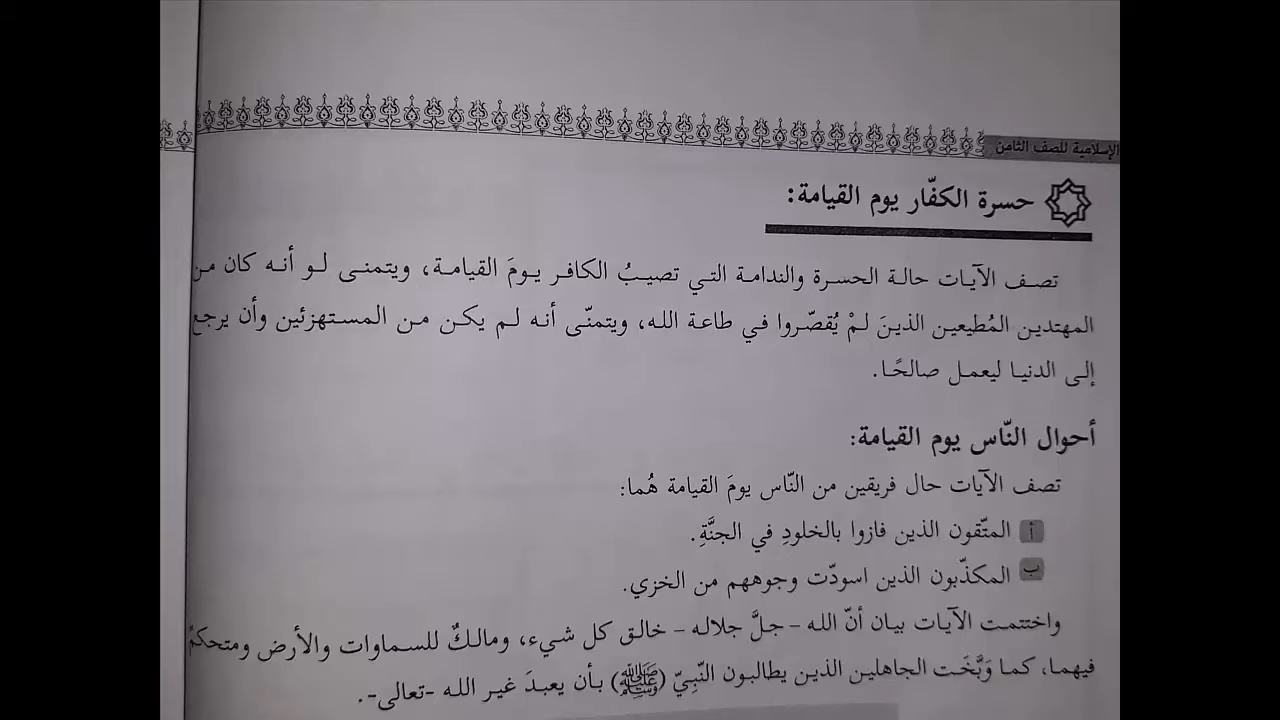 الإسلامية للصف الثامن
حسرة الكفّار يوم القيامة:
تصف الآيات حالة الحسرة والندامة التي تصيبُ الكافر يومَ القيامة، ويتمنى لو أنه كان من
المهتدين المُطيعين الذينَ لمْ يُقصّروا في طاعة الله، ويتمنّى أنه لم يكن من المستهزئين وأن يرجع
إلى الدنيا ليعمل صالحًا.
أحوال النّاس يوم القيامة:
تصف الآيات حال فريقين من النّاس يومَ القيامة هُما:
أ المتّقون الذين فازوا بالخلودِ في الجنَّةِ.
ب المكذّبون الذين اسودّت وجوههم من الخزي.
واختتمت الآيات بيان أنّ الله - جلَّ جلاله - خالق كل شيء، ومالكٌ للسماوات والأرض ومتحكمٌ
فيهما، كما وَبَّخَت الجاهلين الذين يطالبون النّبِيّ (ﷺ) بأن يعبدَ غير الله -تعالى-.